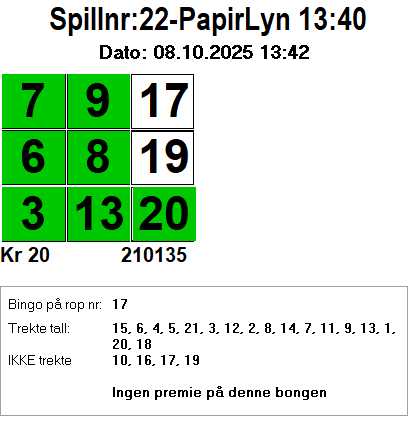 Spillnr:22-PapirLyn 13:40
Dato: 08.10.2025 13:42
7 9 17
6 8 19
3 13 20
Kr 20 210135
Bingo på rop nr: 17
Trekte tall: 15, 6, 4, 5, 21, 3, 12, 2, 8, 14, 7, 11, 9, 13, 1,
20, 18
IKKE trekte 10, 16, 17, 19
Ingen premie på denne bongen